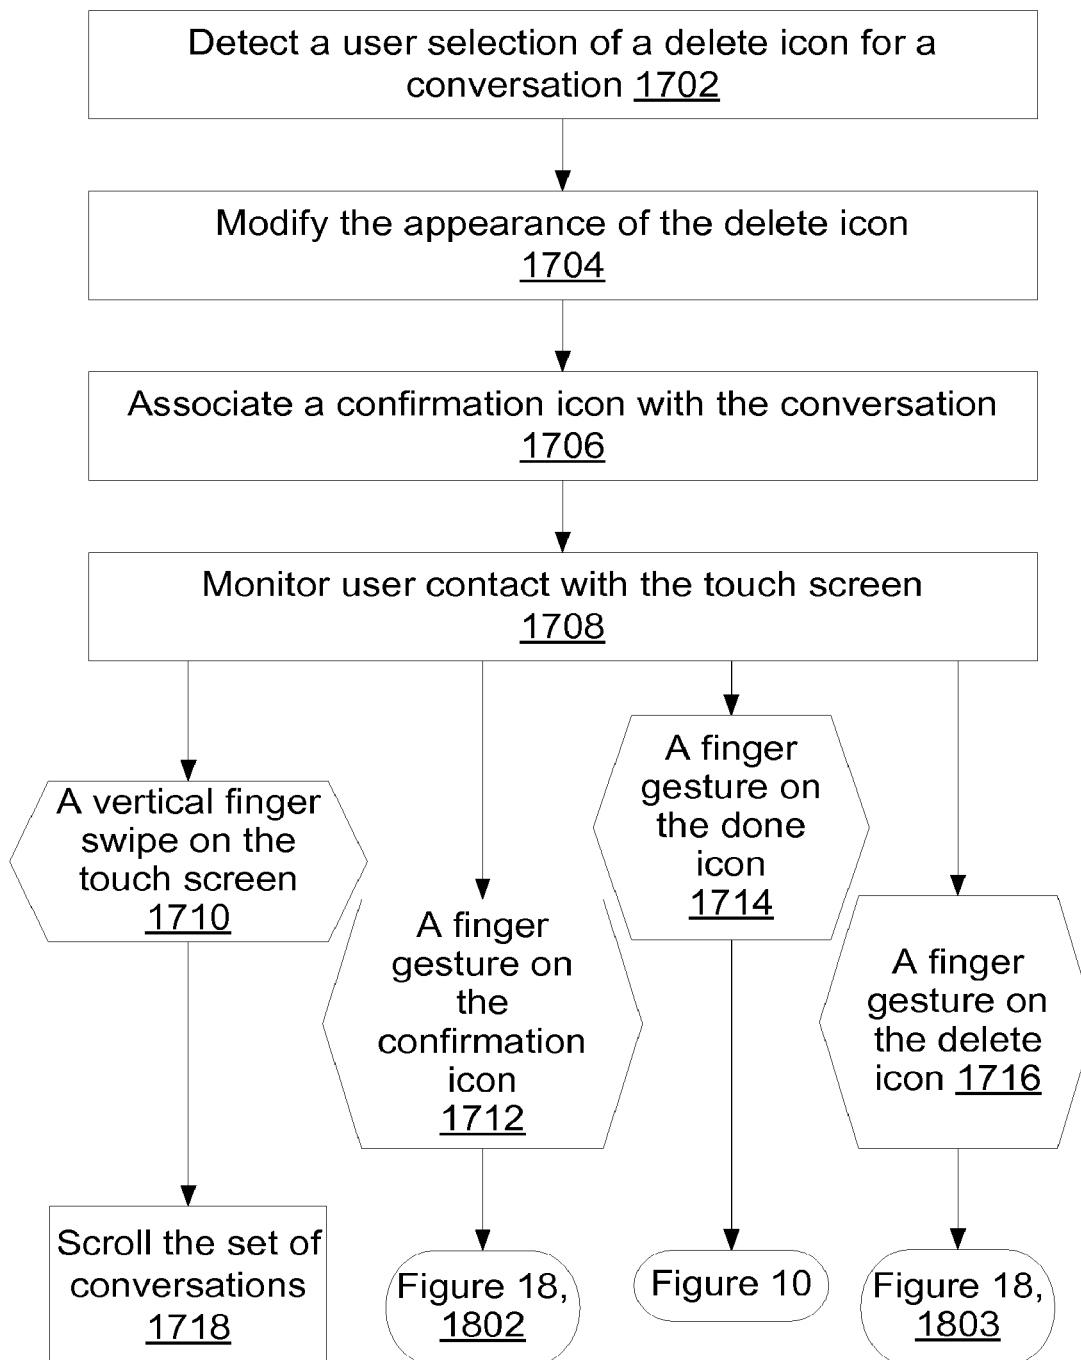 Detect a user selection of a delete icon for a
conversation 1702
Modify the appearance of the delete icon
1704
Associate a confirmation icon with the conversation
1706
Monitor user contact with the touch screen
1708
A vertical finger
swipe on the
touch screen
1710
A finger
gesture on
the
confirmation
icon
1712
A finger
gesture on
the done
icon
1714
A finger
gesture on
the delete
icon 1716
Scroll the set of
conversations
1718
Figure 18,
1802
Figure 10
Figure 18,
1803